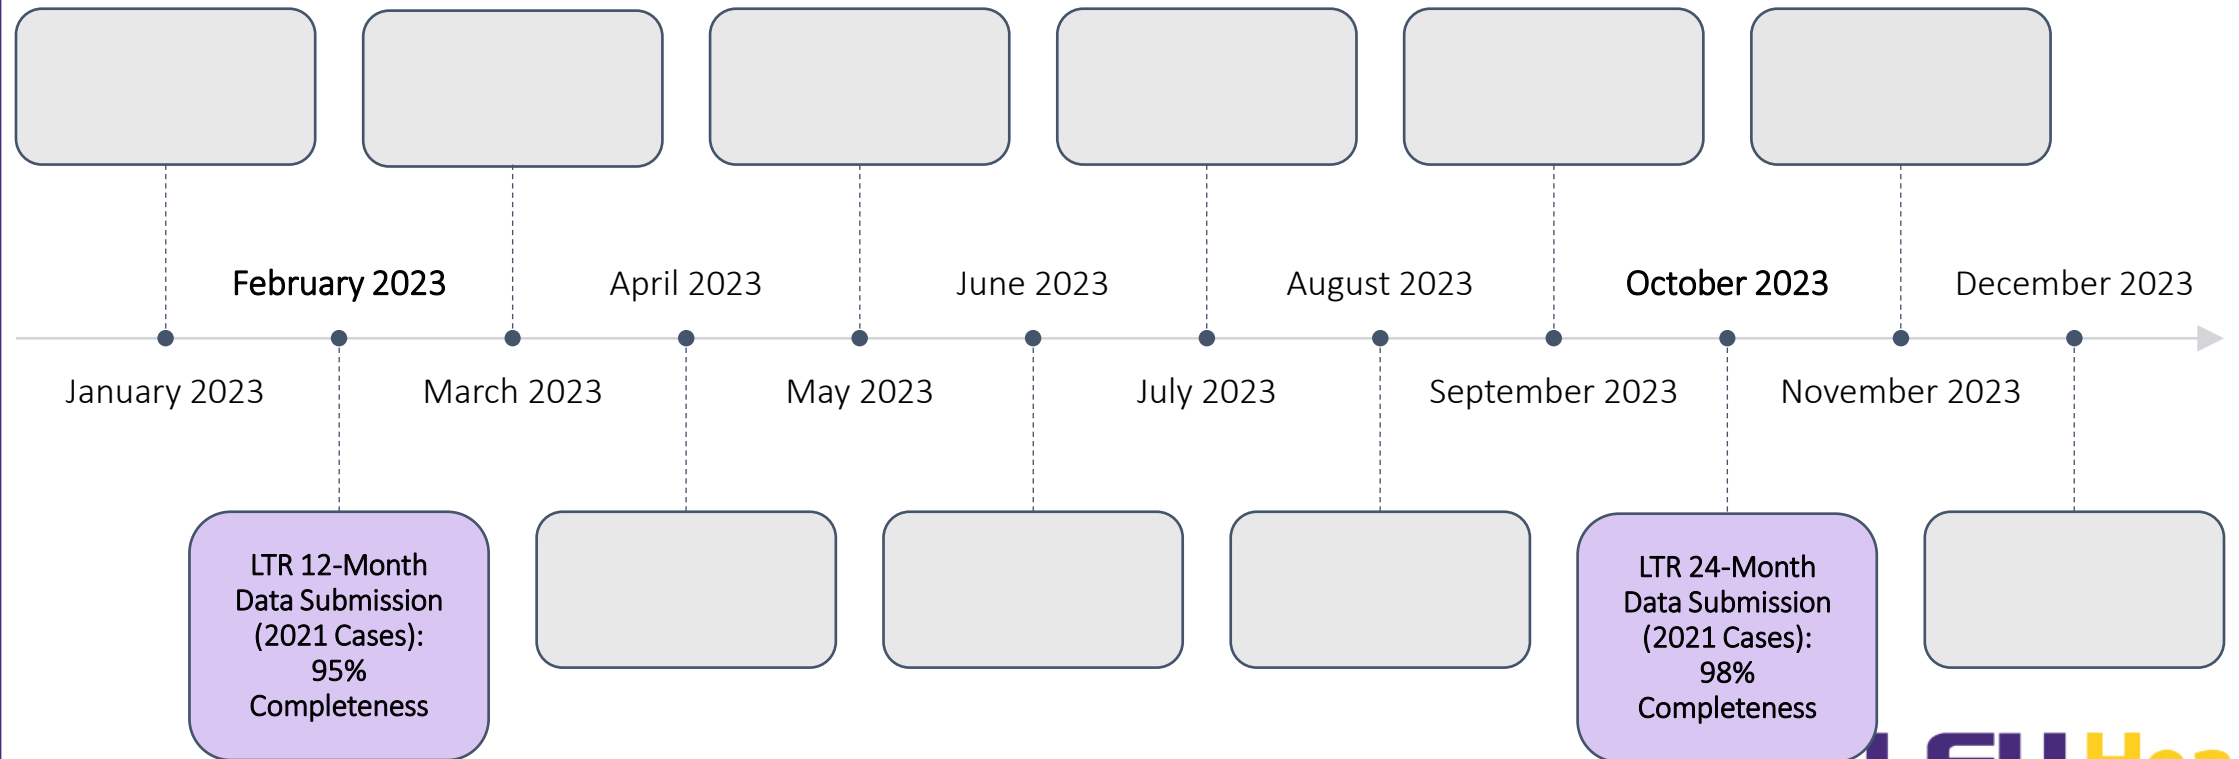 February 2023
April 2023
June 2023
August 2023
October 2023
December 2023
January 2023
March 2023
May 2023
July 2023
September 2023
November 2023
LTR 12-Month
Data Submission
(2021 Cases):
95%
Completeness
LTR 24-Month
Data Submission
(2021 Cases):
98%
Completeness